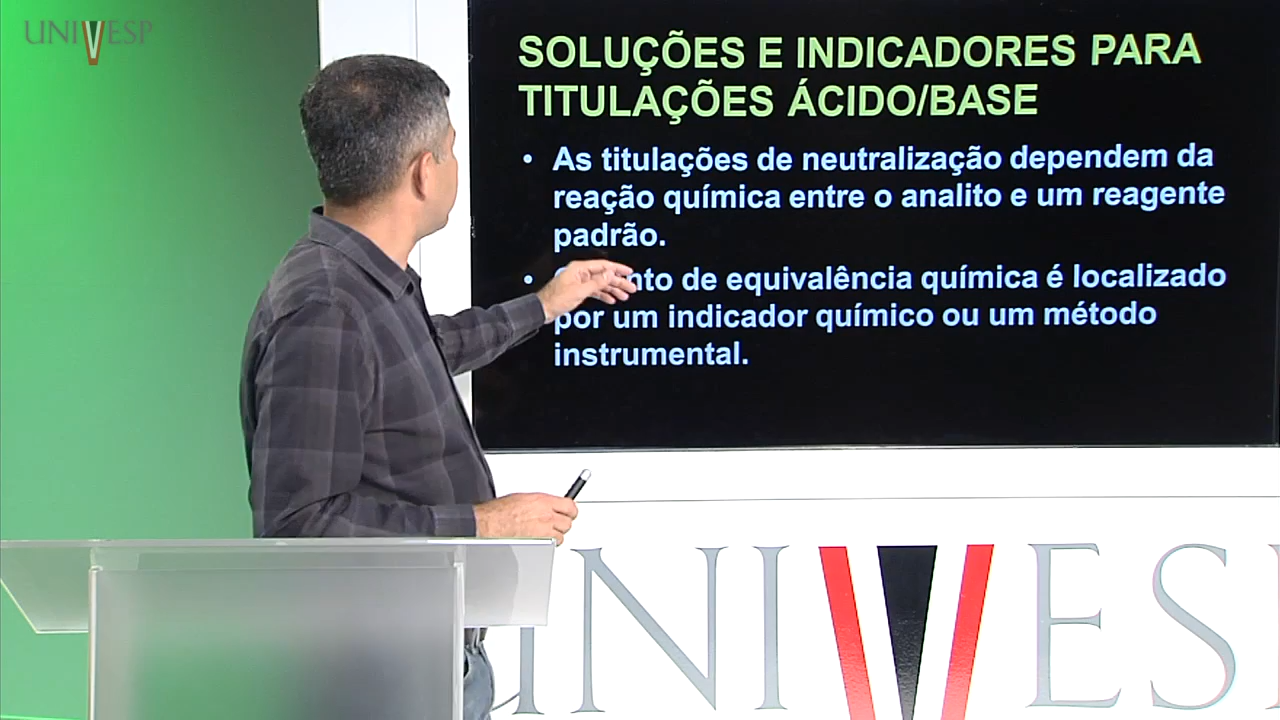 UNIVESP
SOLUÇÕES E INDICADORES PARA
TITULAÇÕES ÁCIDO/BASE
• As titulações de neutralização dependem da
reação química entre o analito e um reagente
padrão.
• de equivalência química é localizado
por um indicador químico ou um método
instrumental.
UNIVESP